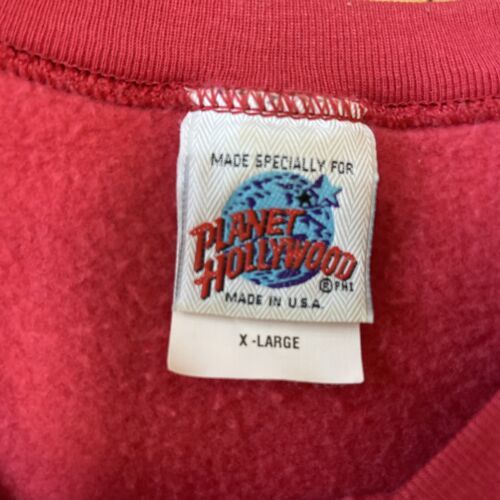 MADE SPECIALLY FOR
PLANET
HOLLYWOOD
® PHI
MADE IN U.S.A.
X-LARGE